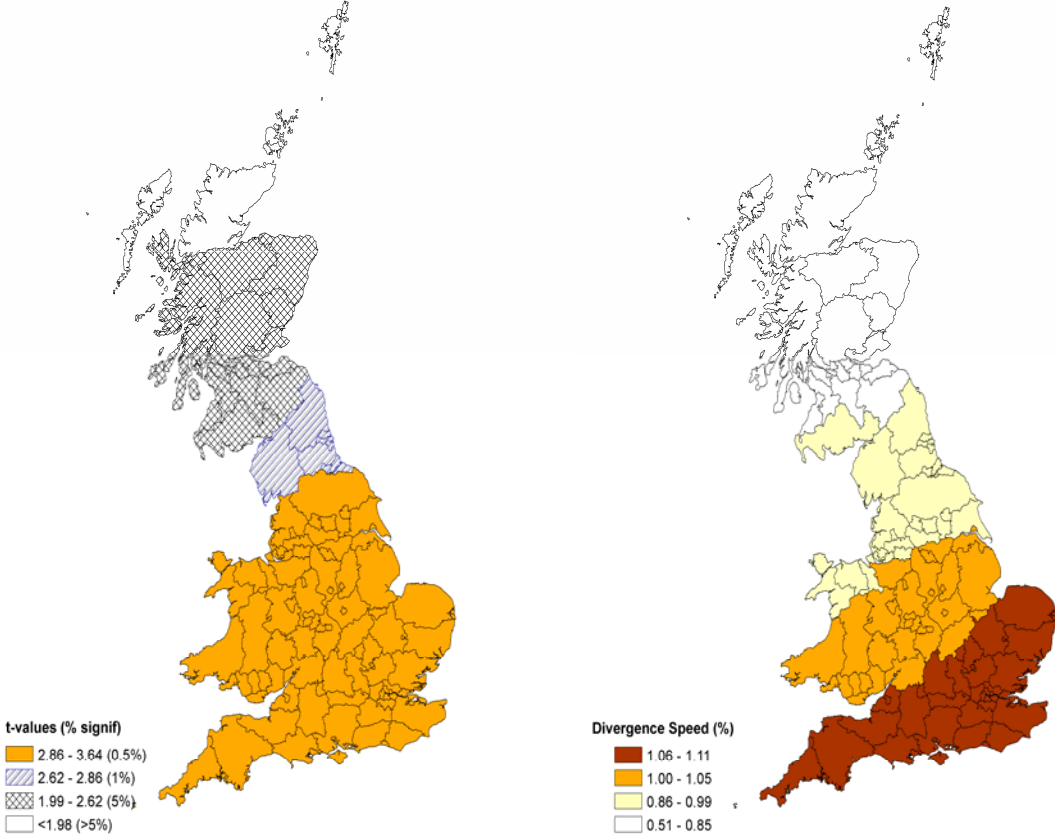 t-values (% signif)
2.86 - 3.64 (0.5%)
2.62 - 2.86 (1%)
1.99 - 2.62 (5%)
<1.98 (>5%)
Divergence Speed (%)
1.06 - 1.11
1.00 - 1.05
0.86 - 0.99
0.51 - 0.85